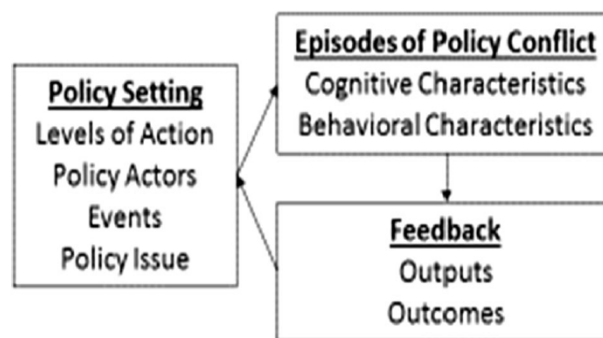 Policy Setting
Levels of Action
Policy Actors
Events
Policy Issue
Episodes of Policy Conflict
Cognitive Characteristics
Behavioral Characteristics
Feedback
Outputs
Outcomes